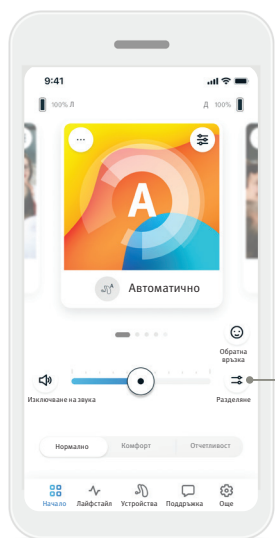 9:41
100% Л
Д 100%
A
Автоматично
Обратна
връзка
Изключване на звука
Разделяне
Нормално
Комфорт
Отчетливост
Начало
Лайфстайл
Устройства
Поддръжка
Още